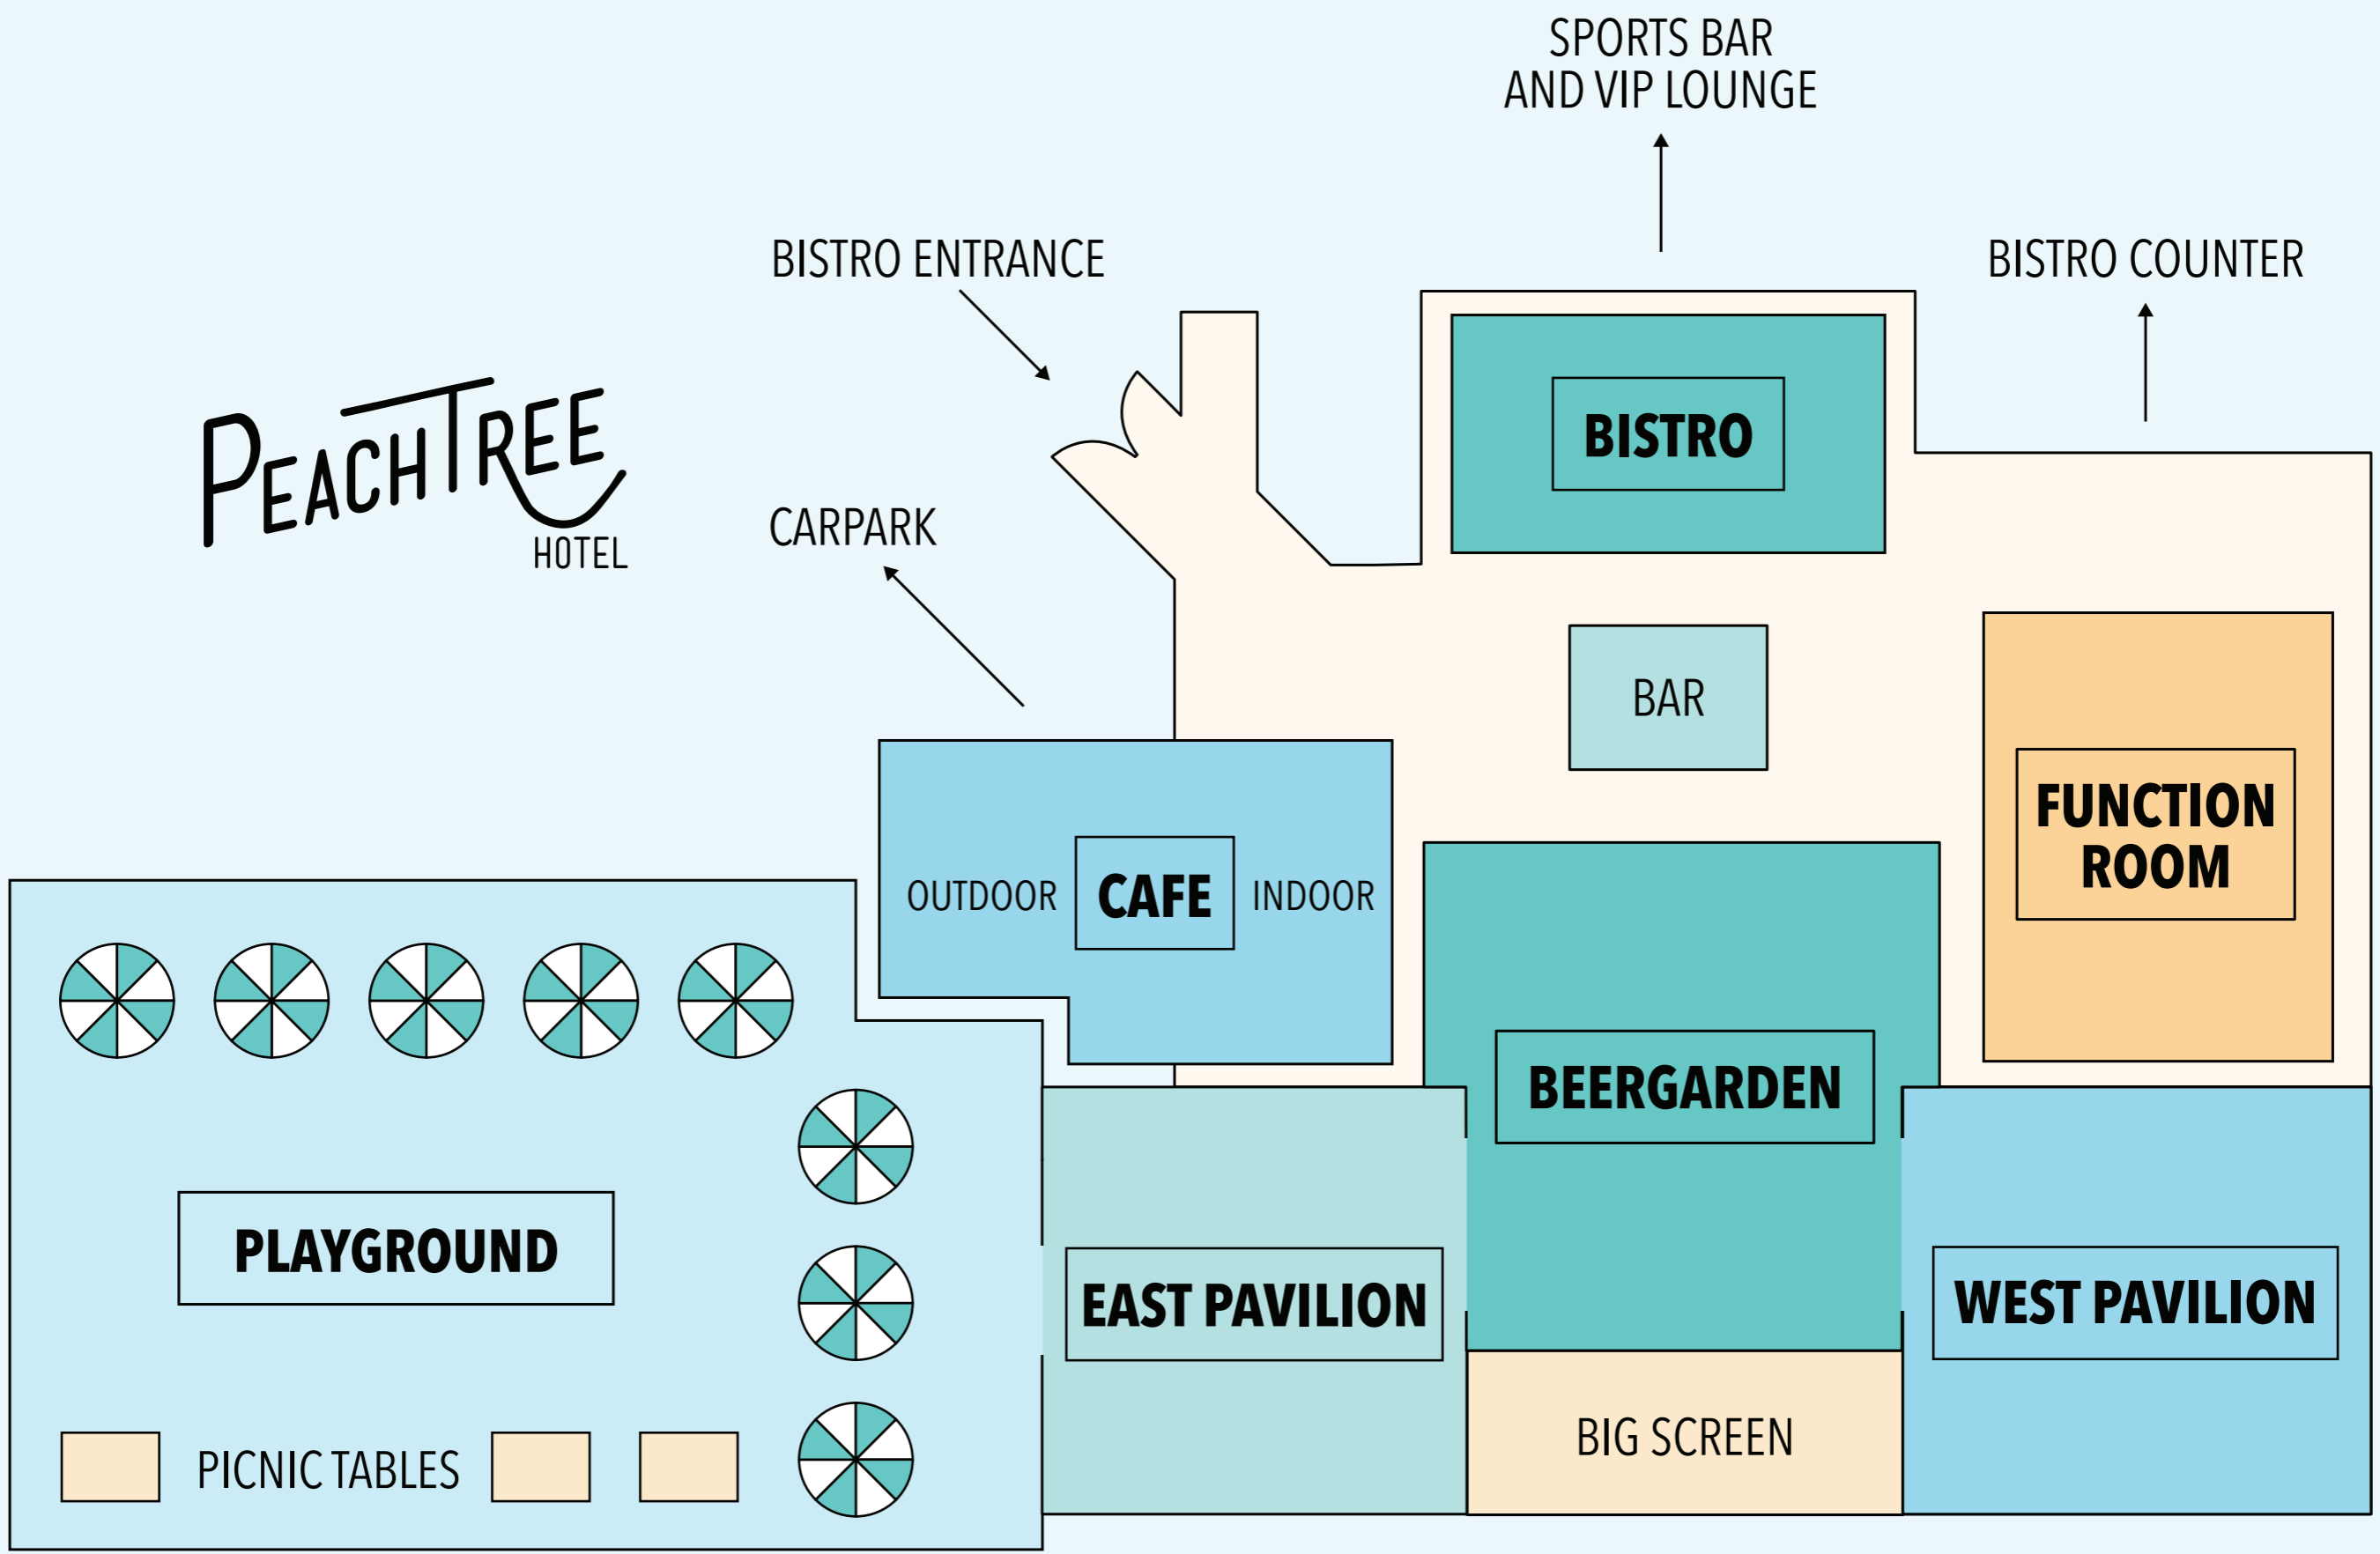 SPORTS BAR
AND VIP LOUNGE
BISTRO ENTRANCE
BISTRO COUNTER
PEACHTREE
HOTEL
BISTRO
CARPARK
BAR
FUNCTION
ROOM
OUTDOOR
CAFE
INDOOR
BEERGARDEN
PLAYGROUND
EAST PAVILION
WEST PAVILION
BIG SCREEN
PICNIC TABLES